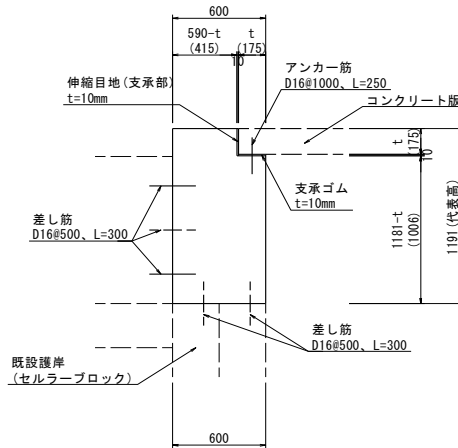 600
590-t
t
(415)
(175)
10
アンカー筋
D16@1000、L=250
伸縮目地(支承部)
t=10mm
コンクリート版
t
(175)
10
支承ゴム
t=10mm
差し筋
D16@500、L=300
1181-t
(1006)
1191(代表高)
差し筋
D16@500、L=300
既設護岸
(セルラーブロック)
600